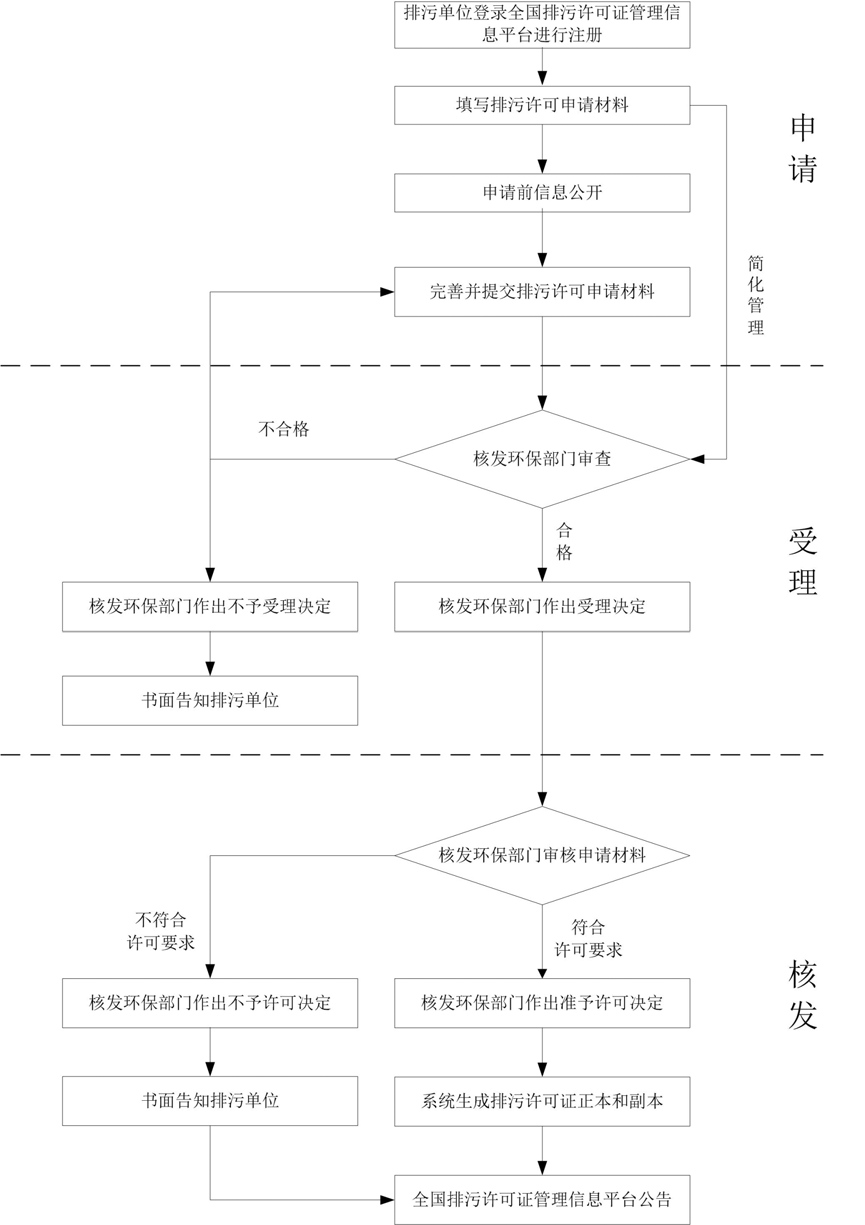 排污单位登录全国排污许可证管理信
息平台进行注册
填写排污许可申请材料
申请
申请前信息公开
简化管理
完善并提交排污许可申请材料
不合格
核发环保部门审查
合格
受理
核发环保部门作出不予受理决定
核发环保部门作出受理决定
书面告知排污单位
核发环保部门审核申请材料
不符合
许可要求
符合
许可要求
核发
核发环保部门作出不予许可决定
核发环保部门作出准予许可决定
书面告知排污单位
系统生成排污许可证正本和副本
全国排污许可证管理信息平台公告